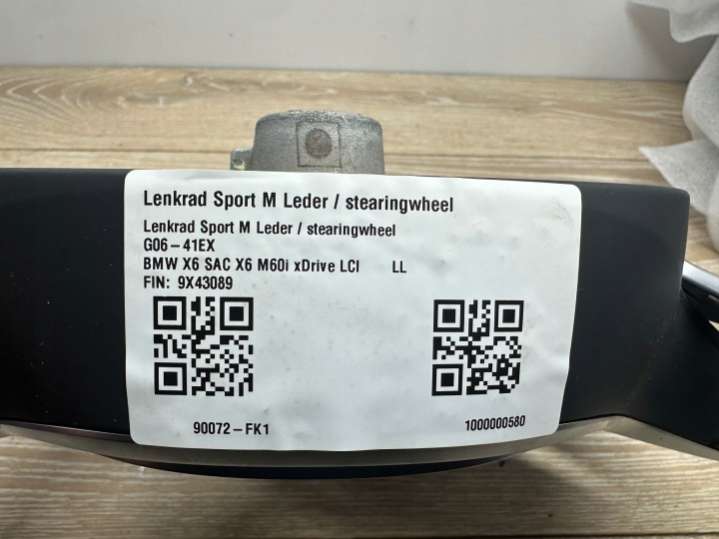 Lenkrad Sport M Leder / stearingwheel
Lenkrad Sport M Leder / stearingwheel
G06-41EX
BMW X6 SAC X6 M60i xDrive LCI LL
FIN: 9X43089
90072-FK1 1000000580